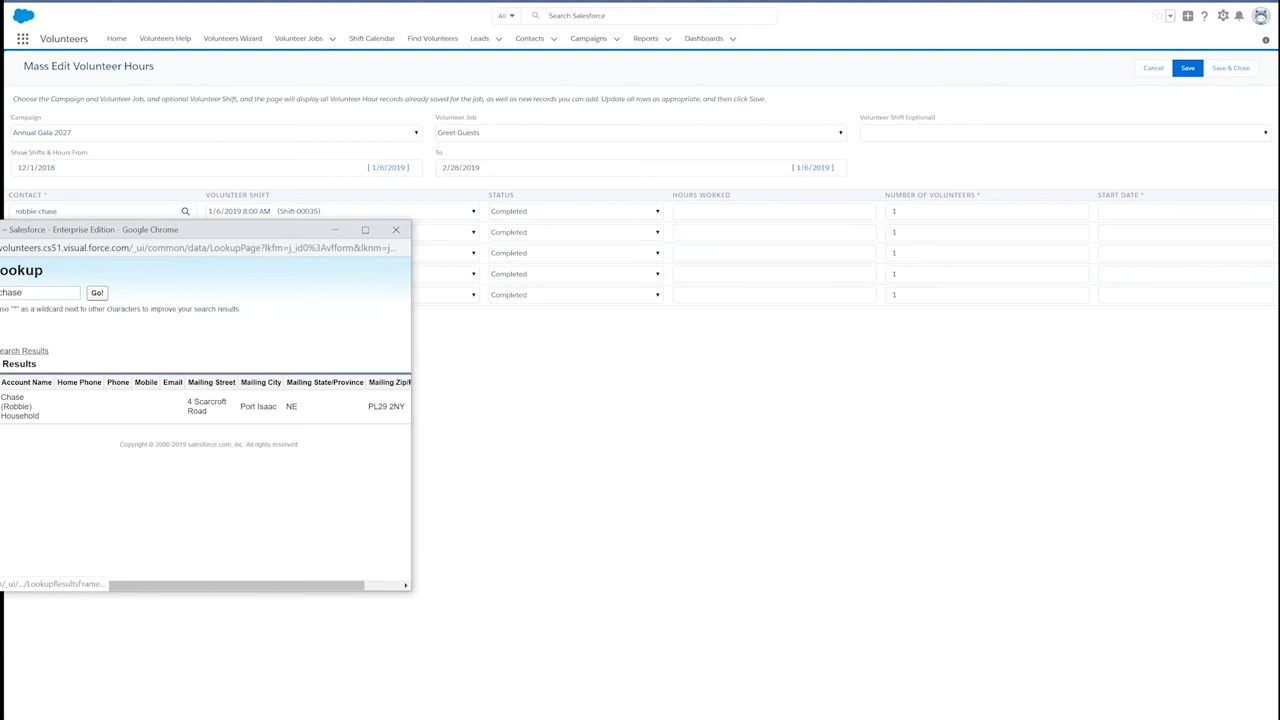 All
Search Salesforce
Volunteers
Home
Volunteers Help
Volunteers Wizard
Volunteer Jobs
Shift Calendar
Find Volunteers
Leads
Contacts
Campaigns
Reports
Dashboards
Mass Edit Volunteer Hours
Cancel
Save
Save & Close
Choose the Campaign and Volunteer Job, and optional Volunteer Shift, and the page will display all Volunteer Hour records already saved for the job, as well as new records you can add. Update all rows as appropriate, and then click Save.
Campaign
Volunteer Job
Volunteer Shift (optional)
Annual Gala 2027
Greet Guests
Show Shifts & Hours From
To
12/1/2018 [ 1/6/2019 ]
2/28/2019 [ 1/6/2019 ]
CONTACT * VOLUNTEER SHIFT STATUS HOURS WORKED NUMBER OF VOLUNTEERS * START DATE *
robbie chase 1/6/2019 8:00 AM (Shift 00035) Completed 1
Completed 1
Completed 1
Completed 1
Completed 1
– Salesforce - Enterprise Edition - Google Chrome
volunteers.cs51.visual.force.com/_ui/common/data/LookupPage?lkfm=j_id0%3Avfform&lknm=j...
ookup
chase Go!
se "*" as a wildcard next to other characters to improve your search results.
earch Results
Results
Account Name Home Phone Phone Mobile Email Mailing Street Mailing City Mailing State/Province Mailing Zip/P
Chase
(Robbie)
Household
4 Scarcroft
Road
Port Isaac NE PL29 2NY
Copyright © 2000-2019 salesforce.com, inc. All rights reserved.
/_ui/.../LookupResultsFrame...